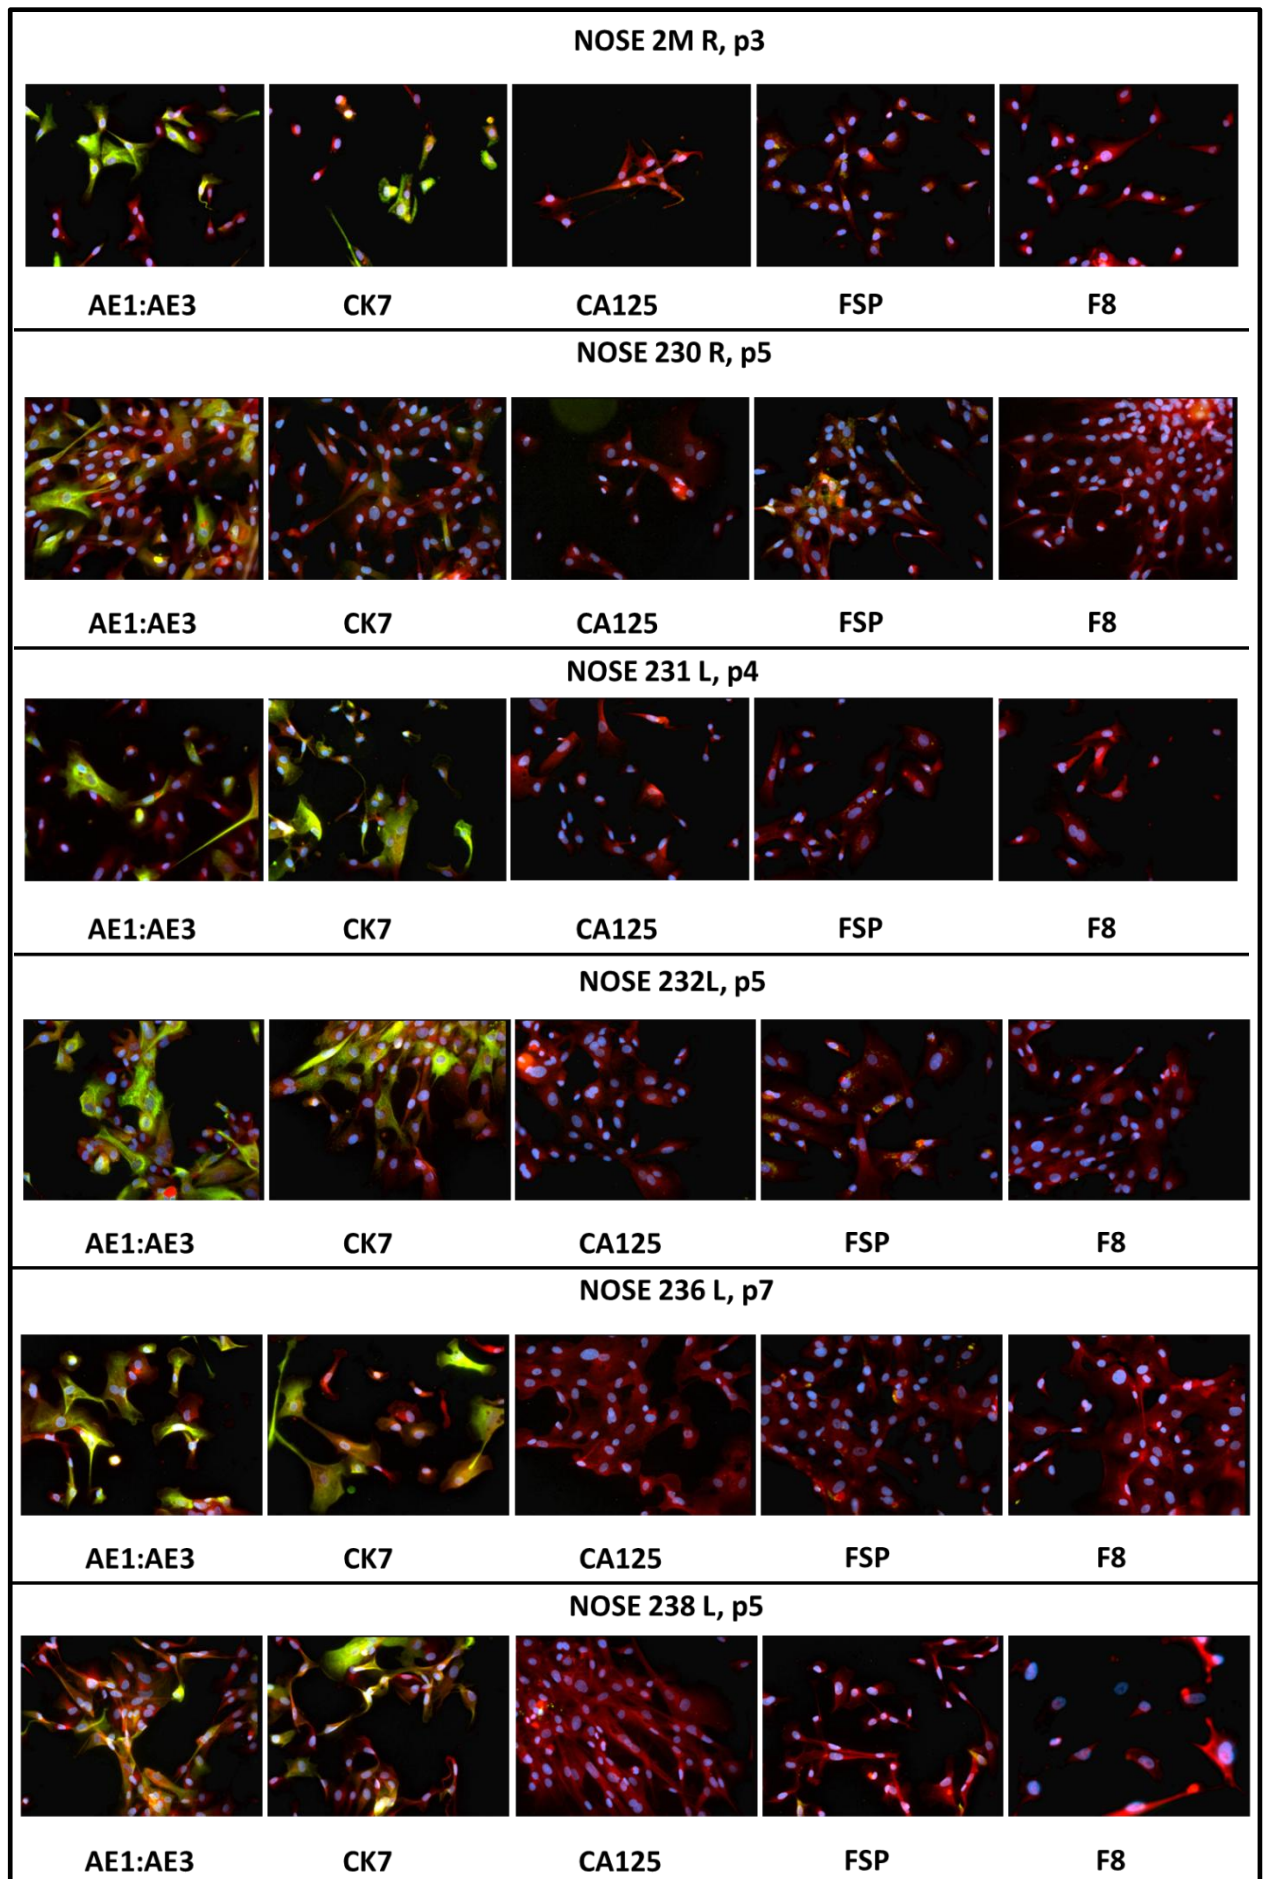 NOSE 2M R, p3
AE1:AE3 CK7 CA125 FSP F8
NOSE 230 R, p5
AE1:AE3 CK7 CA125 FSP F8
NOSE 231 L, p4
AE1:AE3 CK7 CA125 FSP F8
NOSE 232L, p5
AE1:AE3 CK7 CA125 FSP F8
NOSE 236 L, p7
AE1:AE3 CK7 CA125 FSP F8
NOSE 238 L, p5
AE1:AE3 CK7 CA125 FSP F8